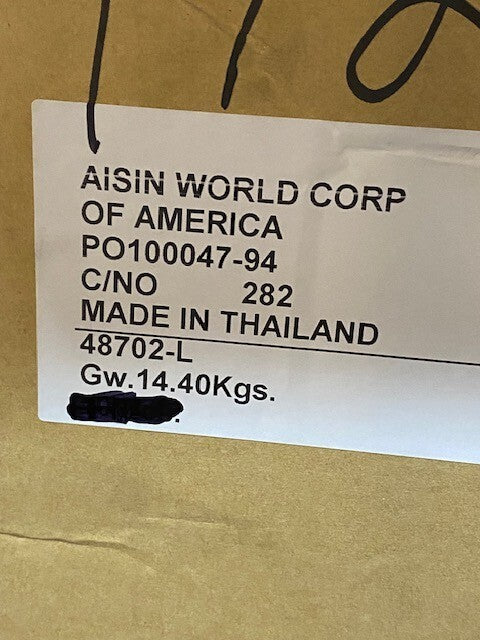 AISIN WORLD CORP
OF AMERICA
PO100047-94
C/NO 282
MADE IN THAILAND
48702-L
Gw.14.40Kgs.